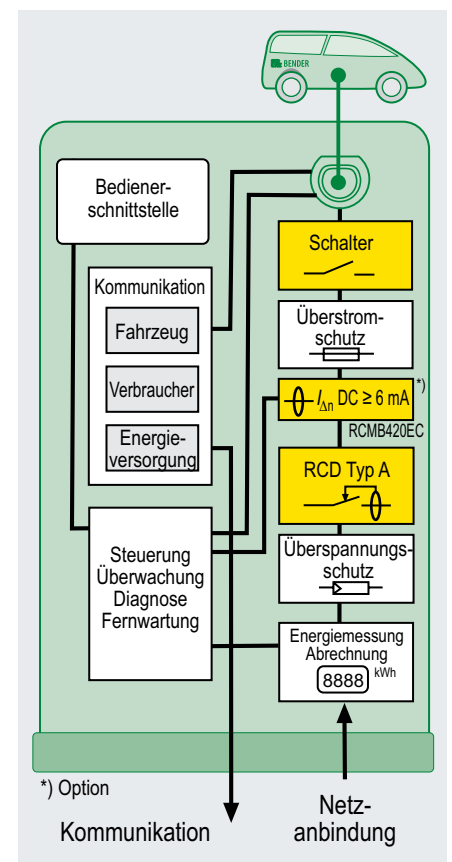 BENDER
Bediener-
schnittstelle
Schalter
Kommunikation
Fahrzeug
Verbraucher
Energie-
versorgung
Überstrom-
schutz
IΔn DC ≥ 6 mA
*)
RCMB420EC
RCD Typ A
Steuerung
Überwachung
Diagnose
Fernwartung
Überspannungs-
schutz
Energiemessung
Abrechnung
8888 kWh
*) Option
Kommunikation
Netz-
anbindung